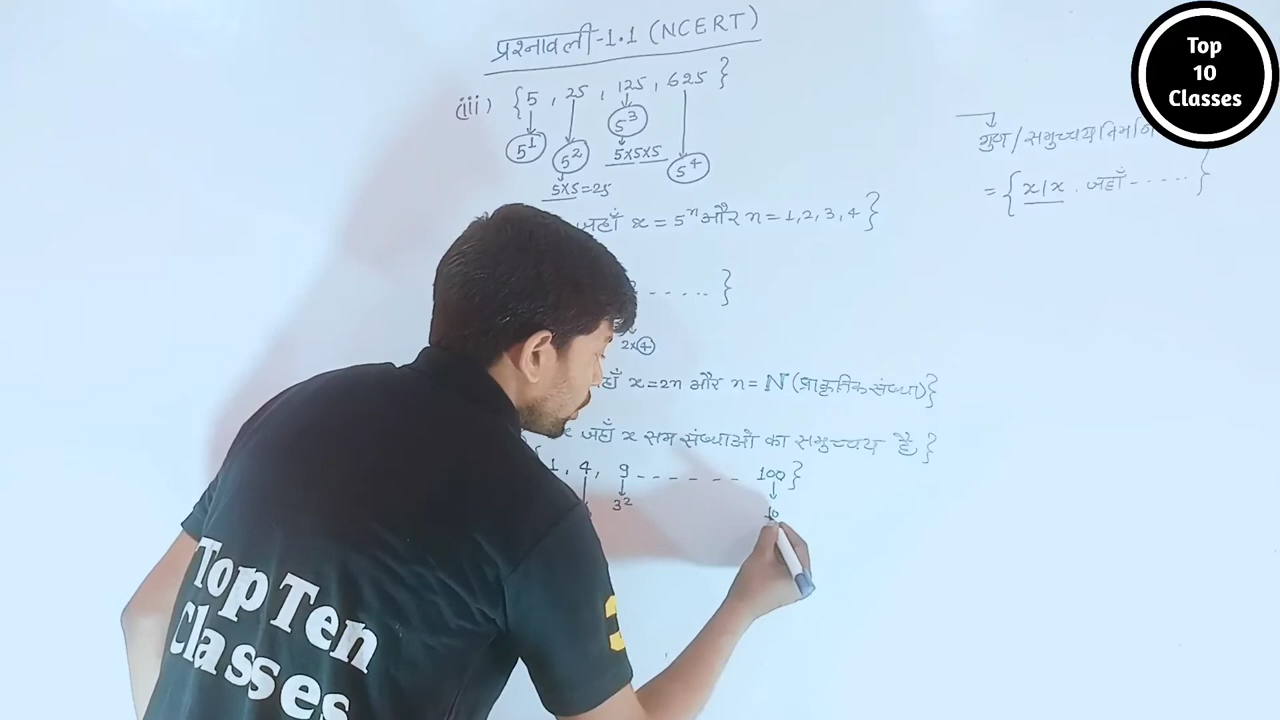 प्रश्नावली-1.1 (NCERT)
Top
10
Classes
(iii) {5, 25, 125, 625}
5¹ 5² 5³ 5⁴
5×5×5
5×5=25
गुण/समुच्चय निर्माण
= {x/x . जहाँ - - - - -}
जहाँ x = 5ⁿ और n = 1, 2, 3, 4}
- - - - - }
2×4
x=2n और n = N (प्राकृतिक संख्या)}
x जहाँ x सम संख्याओं का समुच्चय है}
1, 4, 9 - - - - - - 100}
3² 10
Top Ten
Classes